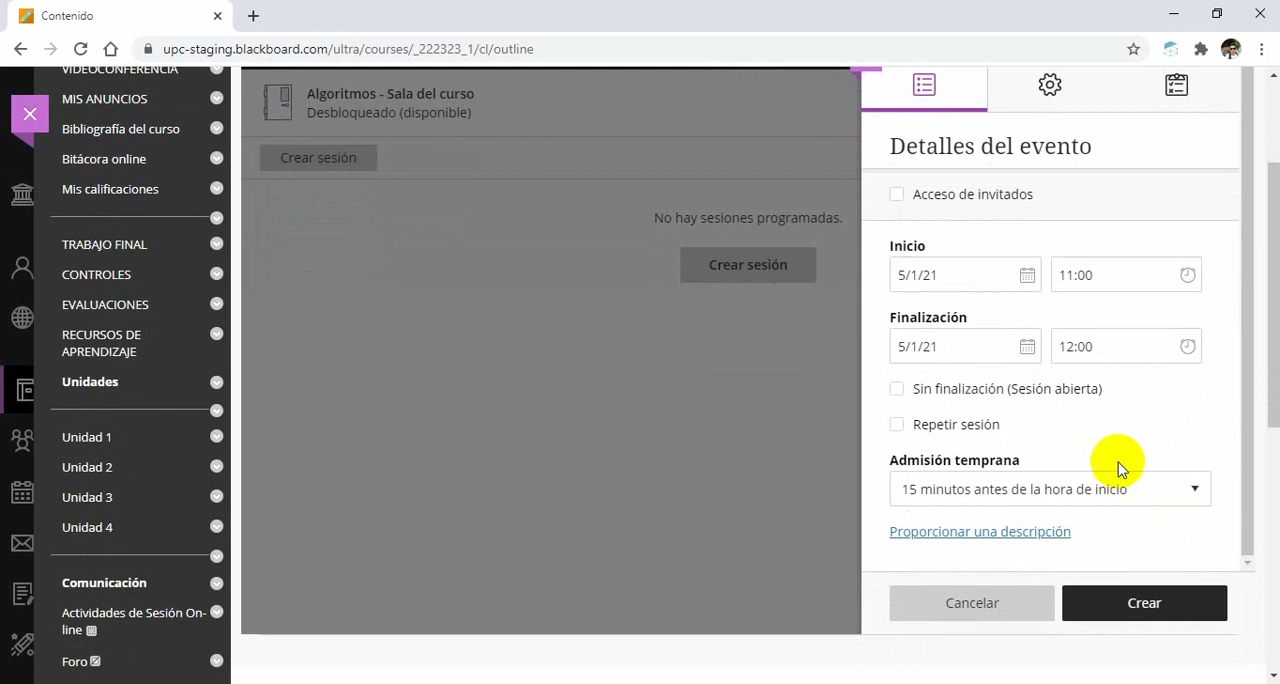 Contenido
upc-staging.blackboard.com/ultra/courses/_222323_1/cl/outline
VIDEOCONFERENCIA
MIS ANUNCIOS
Bibliografía del curso
Bitácora online
Mis calificaciones
TRABAJO FINAL
CONTROLES
EVALUACIONES
RECURSOS DE
APRENDIZAJE
Unidades
Unidad 1
Unidad 2
Unidad 3
Unidad 4
Comunicación
Actividades de Sesión On-
line
Foro
Algoritmos - Sala del curso
Desbloqueado (disponible)
Crear sesión
No hay sesiones programadas.
Crear sesión
Detalles del evento
Acceso de invitados
Inicio
5/1/21 11:00
Finalización
5/1/21 12:00
Sin finalización (Sesión abierta)
Repetir sesión
Admisión temprana
15 minutos antes de la hora de inicio
Proporcionar una descripción
Cancelar Crear